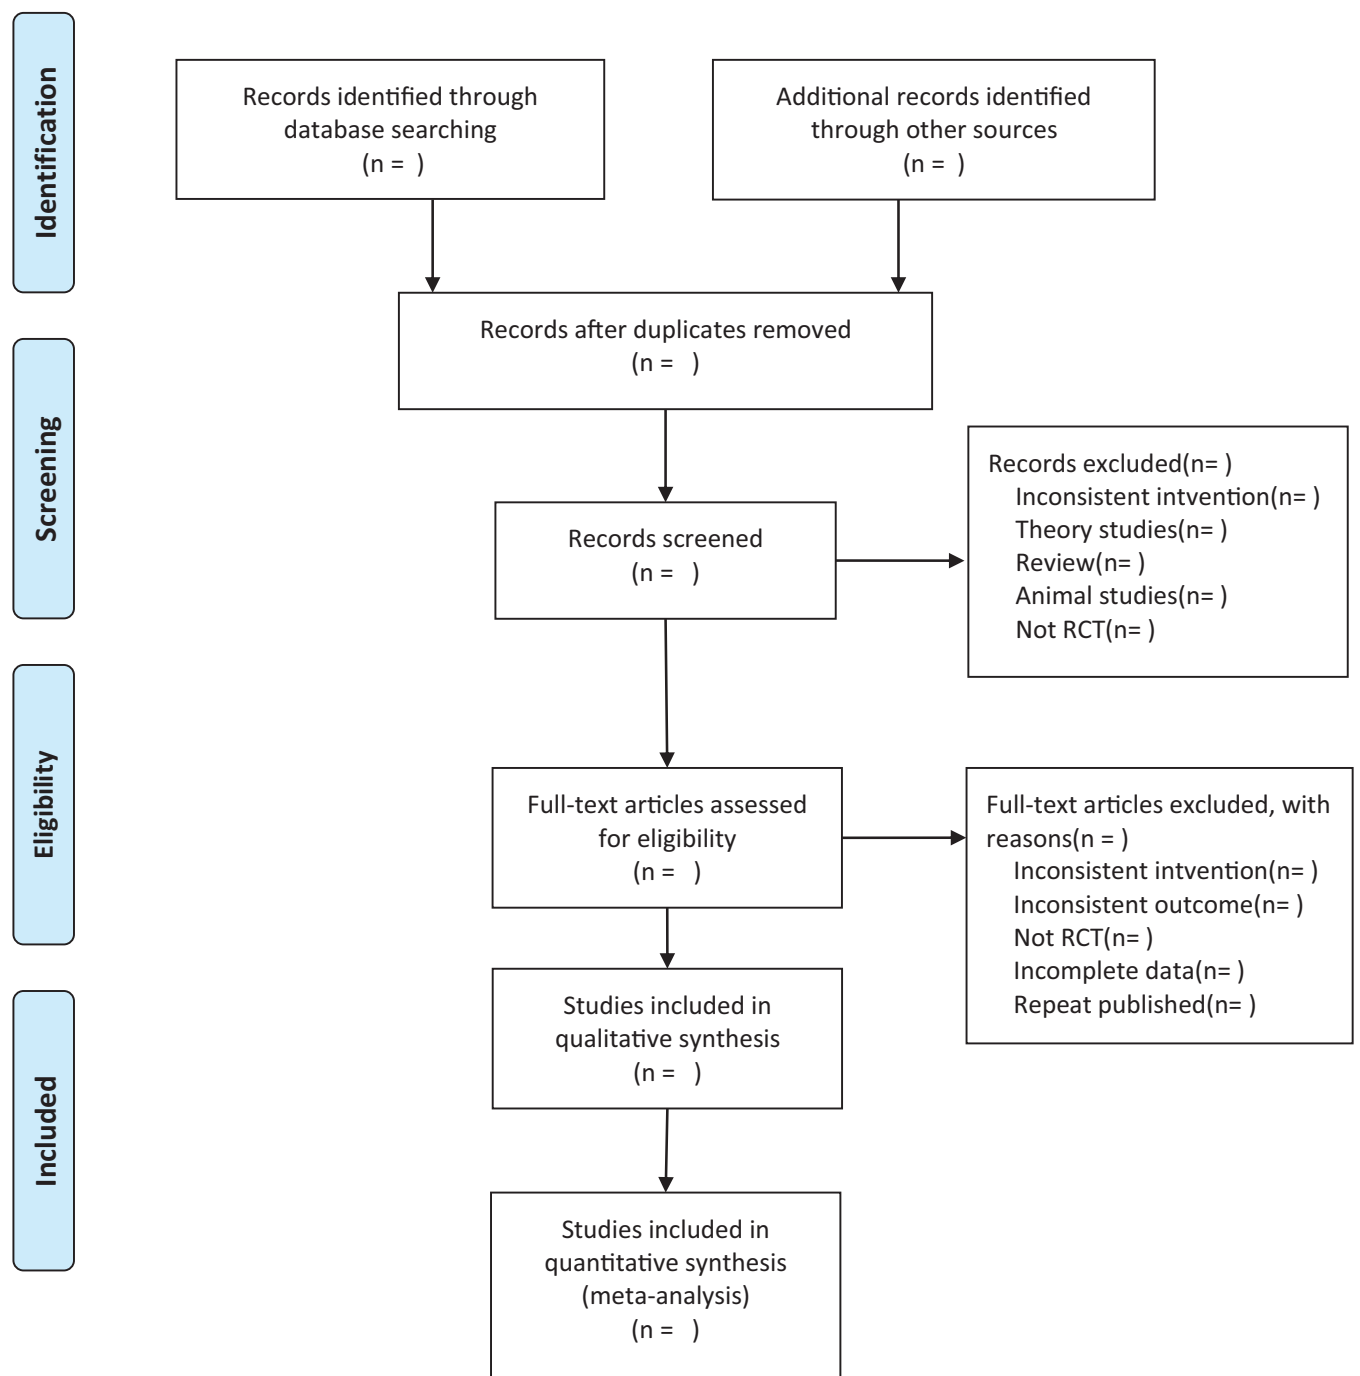 Identification
Records identified through
database searching
(n =  )
Additional records identified
through other sources
(n =  )
Records after duplicates removed
(n =   )
Screening
Records screened
(n =   )
Records excluded(n= )
Inconsistent intvention(n= )
Theory studies(n= )
Review(n= )
Animal studies(n= )
Not RCT(n= )
Eligibility
Full-text articles assessed
for eligibility
(n =   )
Full-text articles excluded, with
reasons(n = )
Inconsistent intvention(n= )
Inconsistent outcome(n= )
Not RCT(n= )
Incomplete data(n= )
Repeat published(n= )
Included
Studies included in
qualitative synthesis
(n =   )
Studies included in
quantitative synthesis
(meta-analysis)
(n =   )